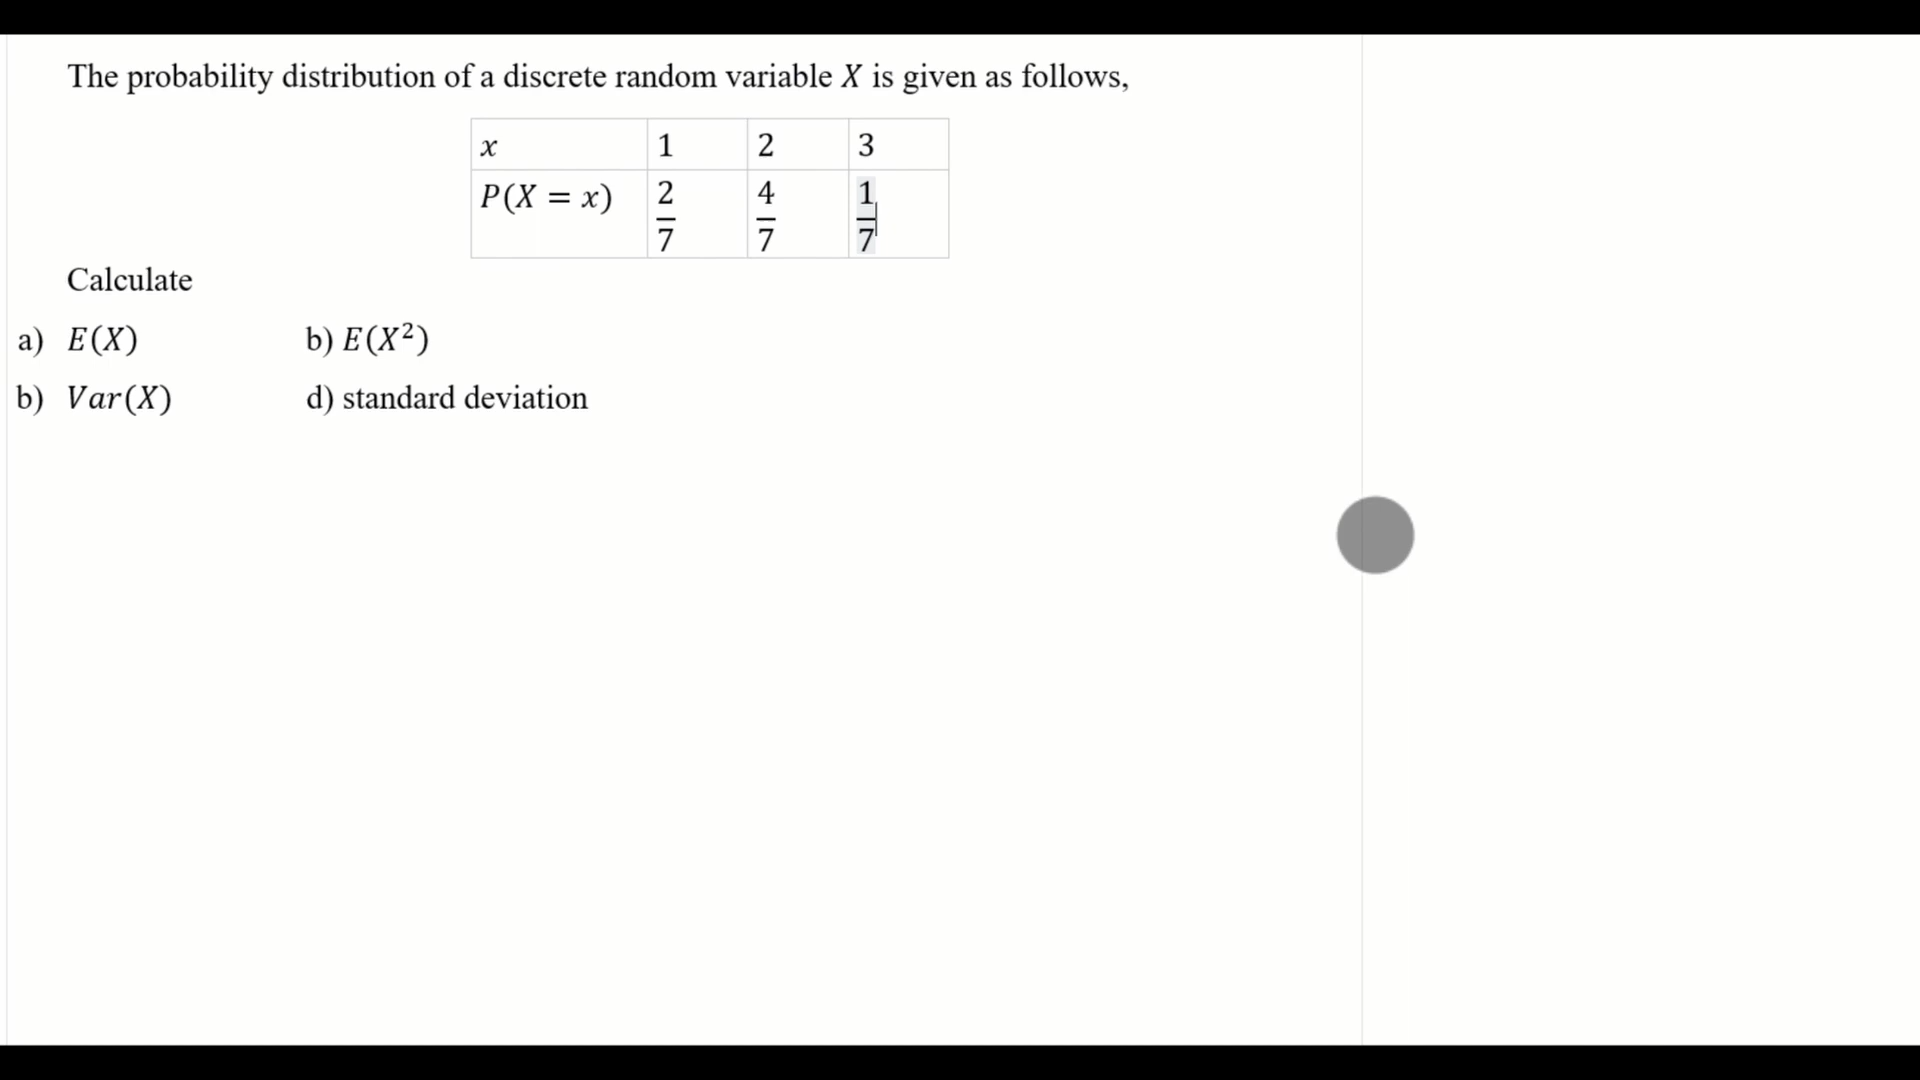 The probability distribution of a discrete random variable X is given as follows,
x 1 2 3
P(X = x) 2/7 4/7 1/7
Calculate
a) E(X) b) E(X²)
b) Var(X) d) standard deviation